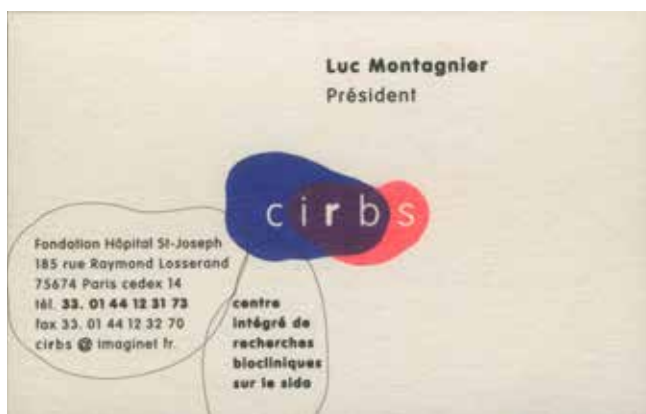 Luc Montagnier
Président
cirbs
Fondation Hôpital St-Joseph
185 rue Raymond Losserand
75674 Paris cedex 14
tél. 33. 01 44 12 31 73
fax 33. 01 44 12 32 70
cirbs @ imaginet fr.
centre
intégré de
recherches
biocliniques
sur le sida